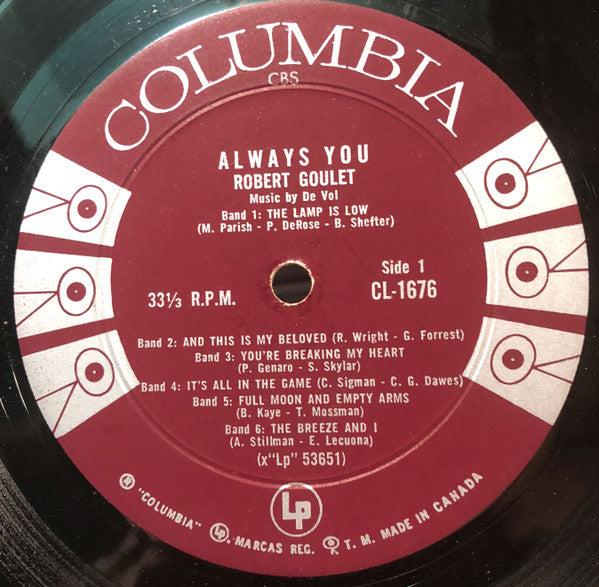 COLUMBIA
CBS
ALWAYS YOU
ROBERT GOULET
Music by De Vol
Band 1: THE LAMP IS LOW
(M. Parish - P. DeRose - B. Shefter)
33⅓ R.P.M.
Side 1
CL-1676
Band 2: AND THIS IS MY BELOVED (R. Wright - G. Forrest)
Band 3: YOU'RE BREAKING MY HEART
(P. Genaro - S. Skylar)
Band 4: IT'S ALL IN THE GAME (C. Sigman - C. G. Dawes)
Band 5: FULL MOON AND EMPTY ARMS
(B. Kaye - T. Mossman)
Band 6: THE BREEZE AND I
(A. Stillman - E. Lecuona)
(x"Lp" 53651)
Lp
® "COLUMBIA" Lp, MARCAS REG. T. M. MADE IN CANADA